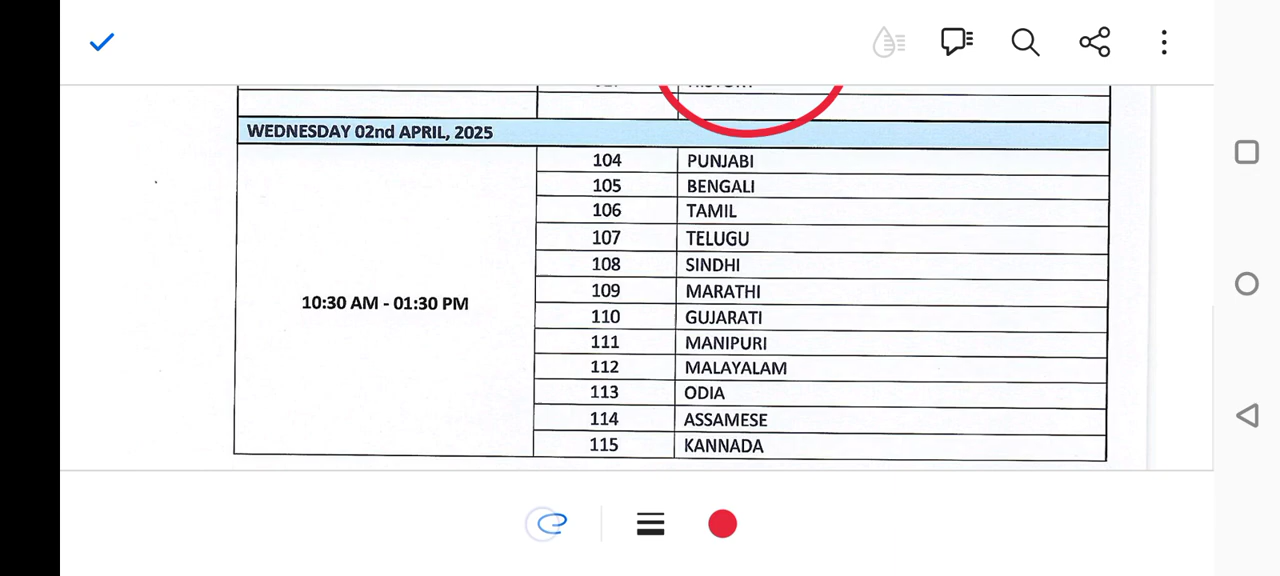 HISTORY
WEDNESDAY 02nd APRIL, 2025
10:30 AM - 01:30 PM
104 PUNJABI
105 BENGALI
106 TAMIL
107 TELUGU
108 SINDHI
109 MARATHI
110 GUJARATI
111 MANIPURI
112 MALAYALAM
113 ODIA
114 ASSAMESE
115 KANNADA